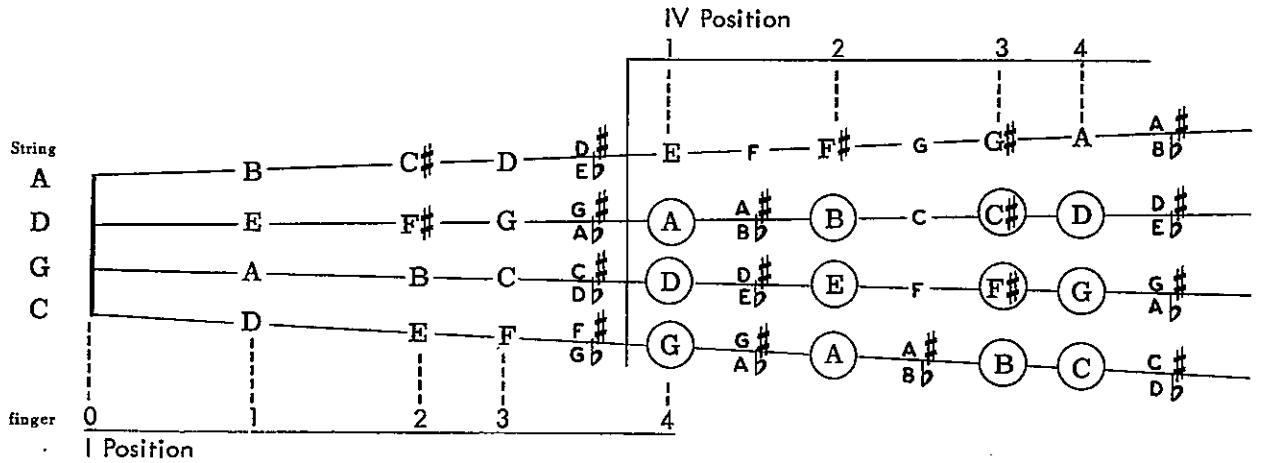 IV Position
1 2 3 4
String
A B C# D D# E♭ E F F# G G# A A# B♭
D E F# G G# A♭ A A# B♭ B C C# D D# E♭
G A B C C# D♭ D D# E♭ E F F# G G# A♭
C D E F F# G♭ G G# A♭ A A# B♭ B C C# D♭
finger 0 1 2 3 4
I Position